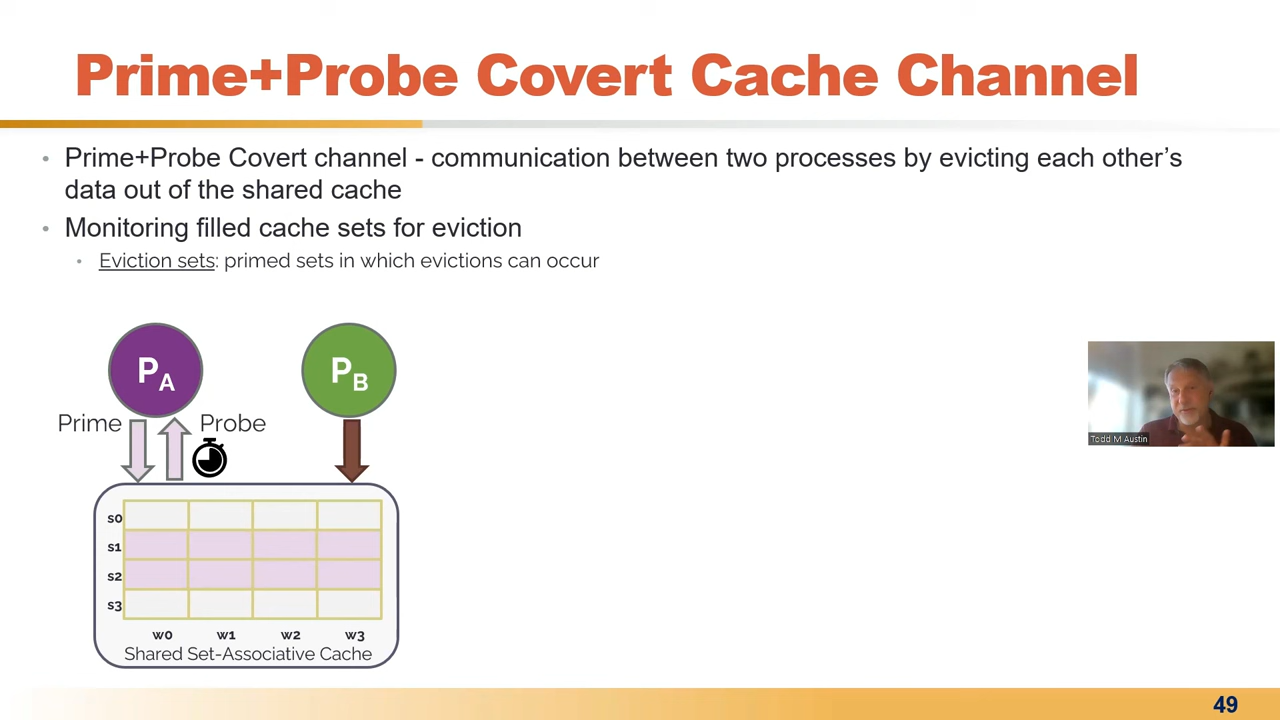 Prime+Probe Covert Cache Channel
• Prime+Probe Covert channel - communication between two processes by evicting each other’s
data out of the shared cache
• Monitoring filled cache sets for eviction
• Eviction sets: primed sets in which evictions can occur
PA
PB
Prime
Probe
s0
s1
s2
s3
w0 w1 w2 w3
Shared Set-Associative Cache
Todd M Austin
49